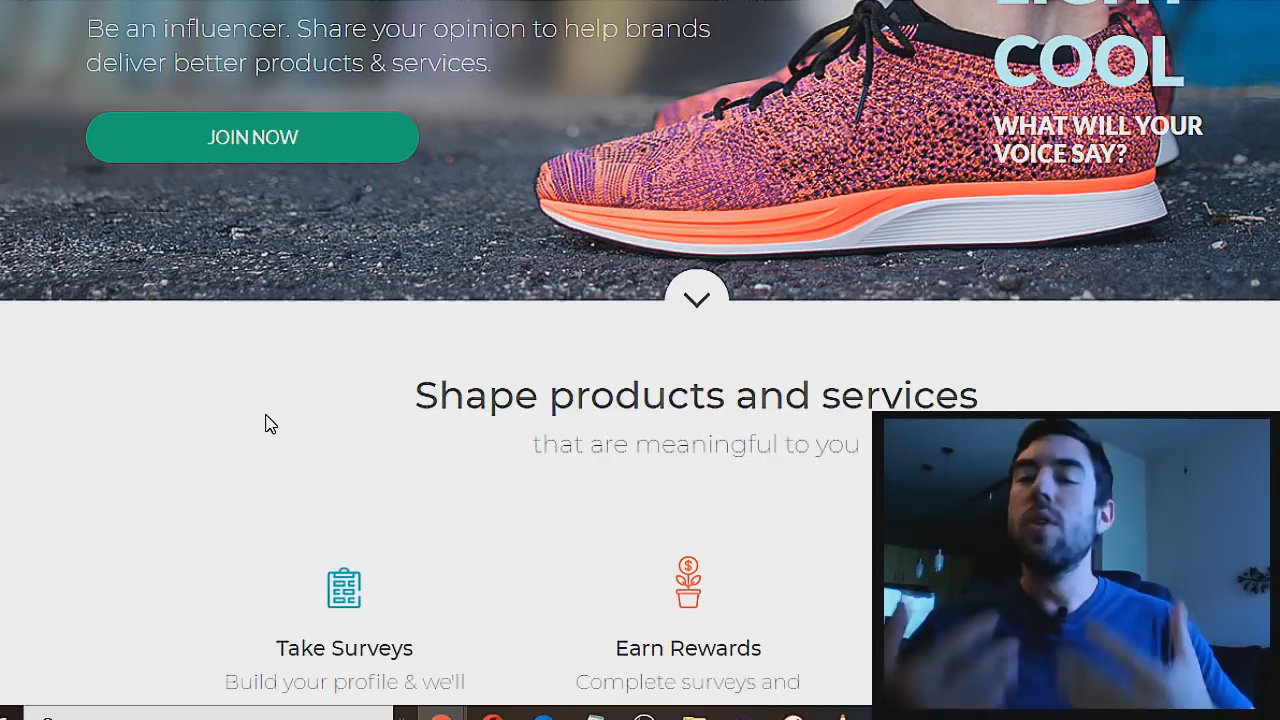 Be an influencer. Share your opinion to help brands
deliver better products & services.
JOIN NOW
COOL
WHAT WILL YOUR
VOICE SAY?
Shape products and services
that are meaningful to you
Take Surveys
Build your profile & we'll
Earn Rewards
Complete surveys and